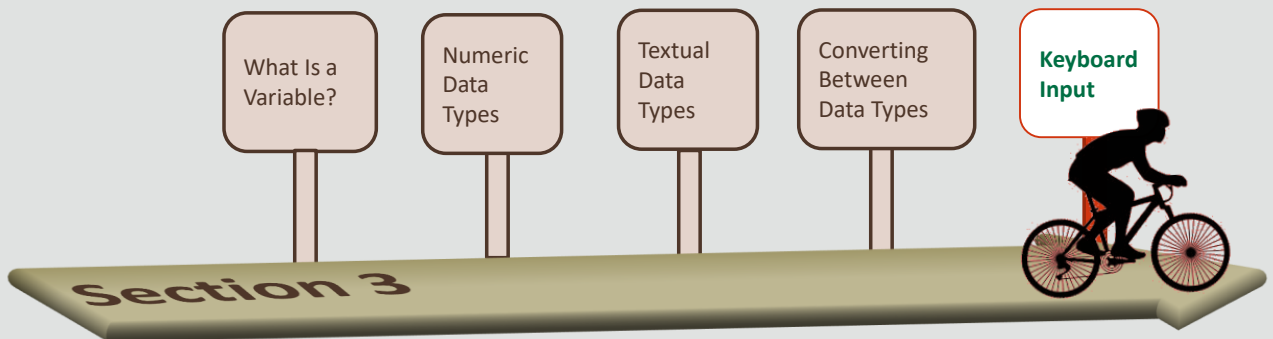 What Is a
Variable?
Numeric
Data
Types
Textual
Data
Types
Converting
Between
Data Types
Keyboard
Input
Section 3